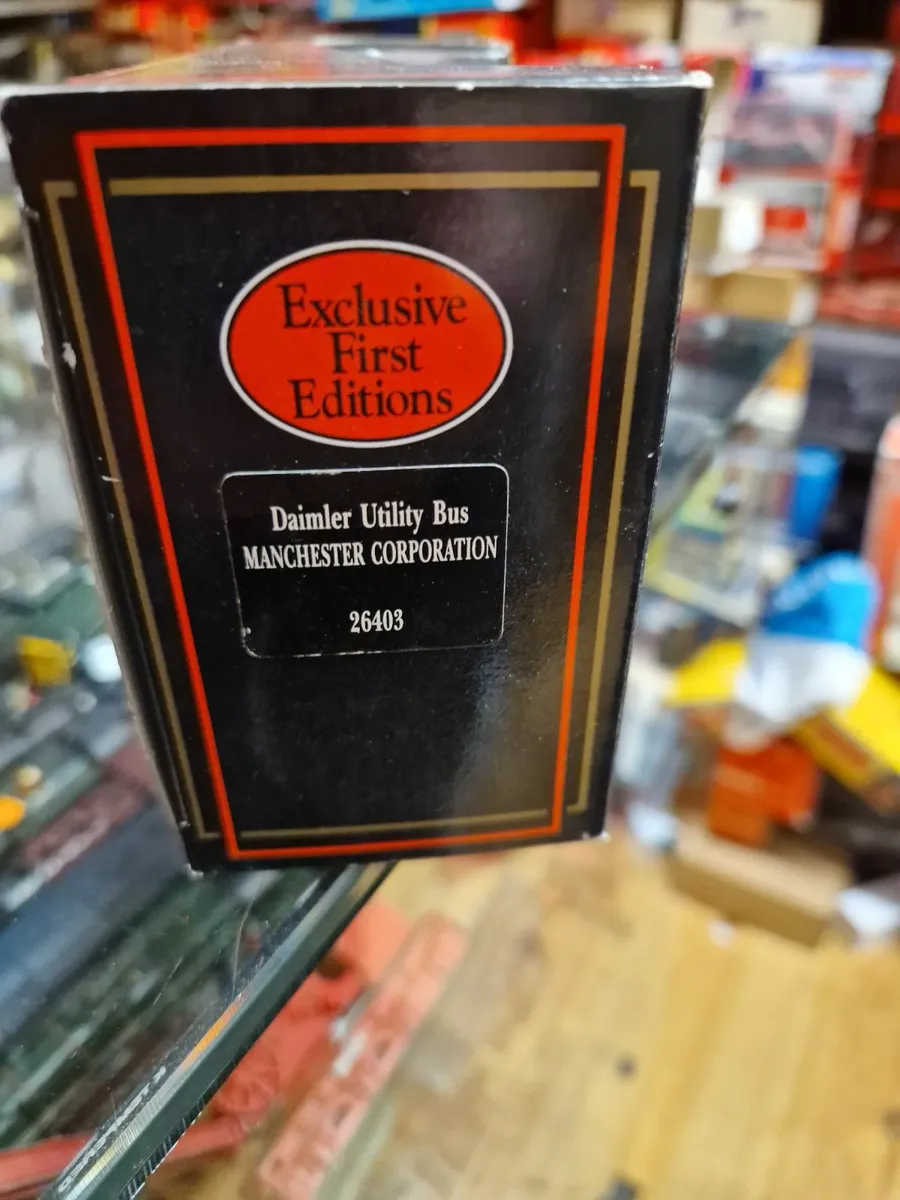 Exclusive
First
Editions
Daimler Utility Bus
MANCHESTER CORPORATION
26403